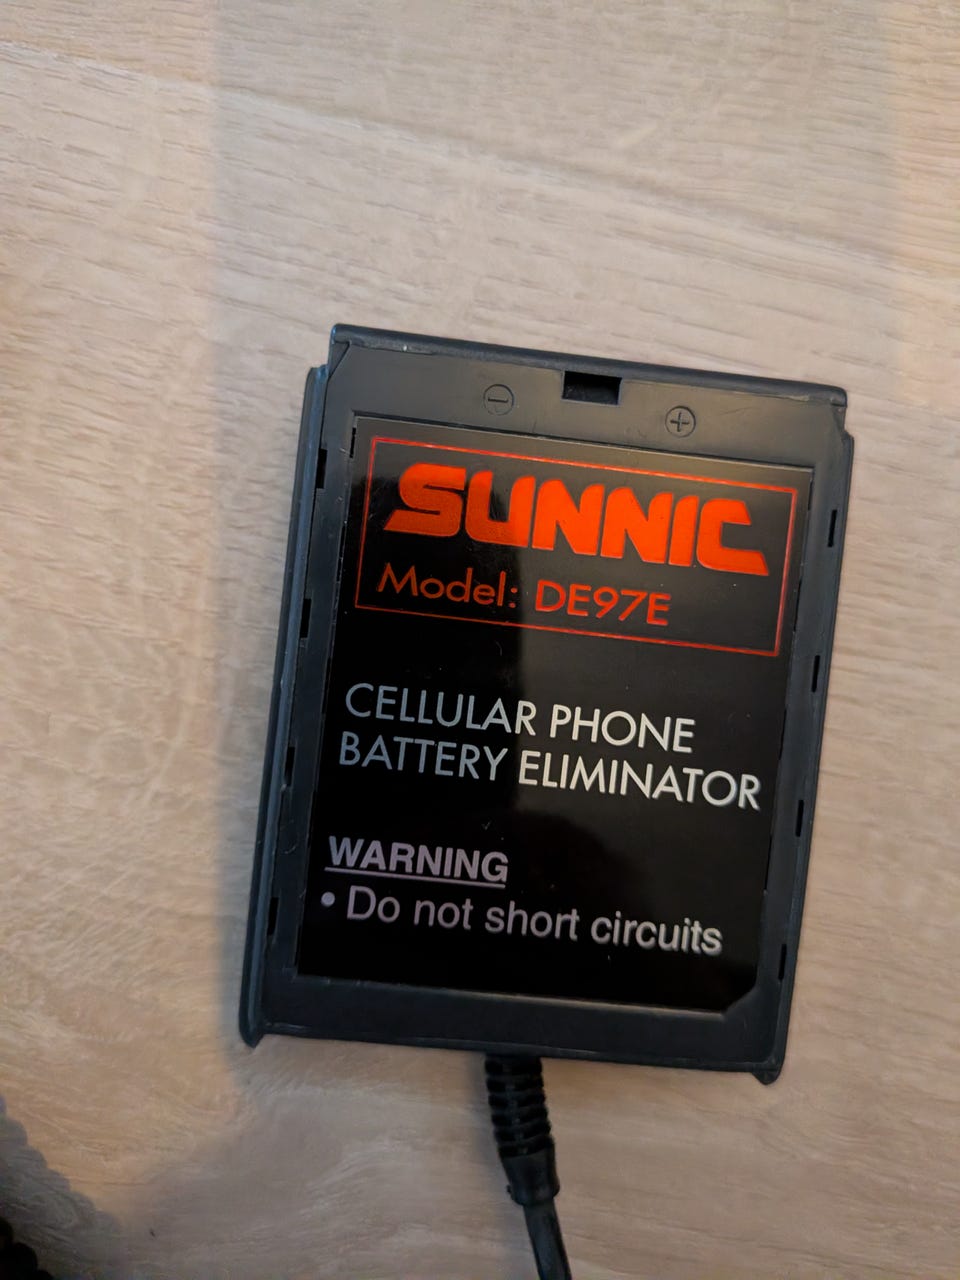 − +
SUNNIC
Model: DE97E
CELLULAR PHONE
BATTERY ELIMINATOR
WARNING
• Do not short circuits